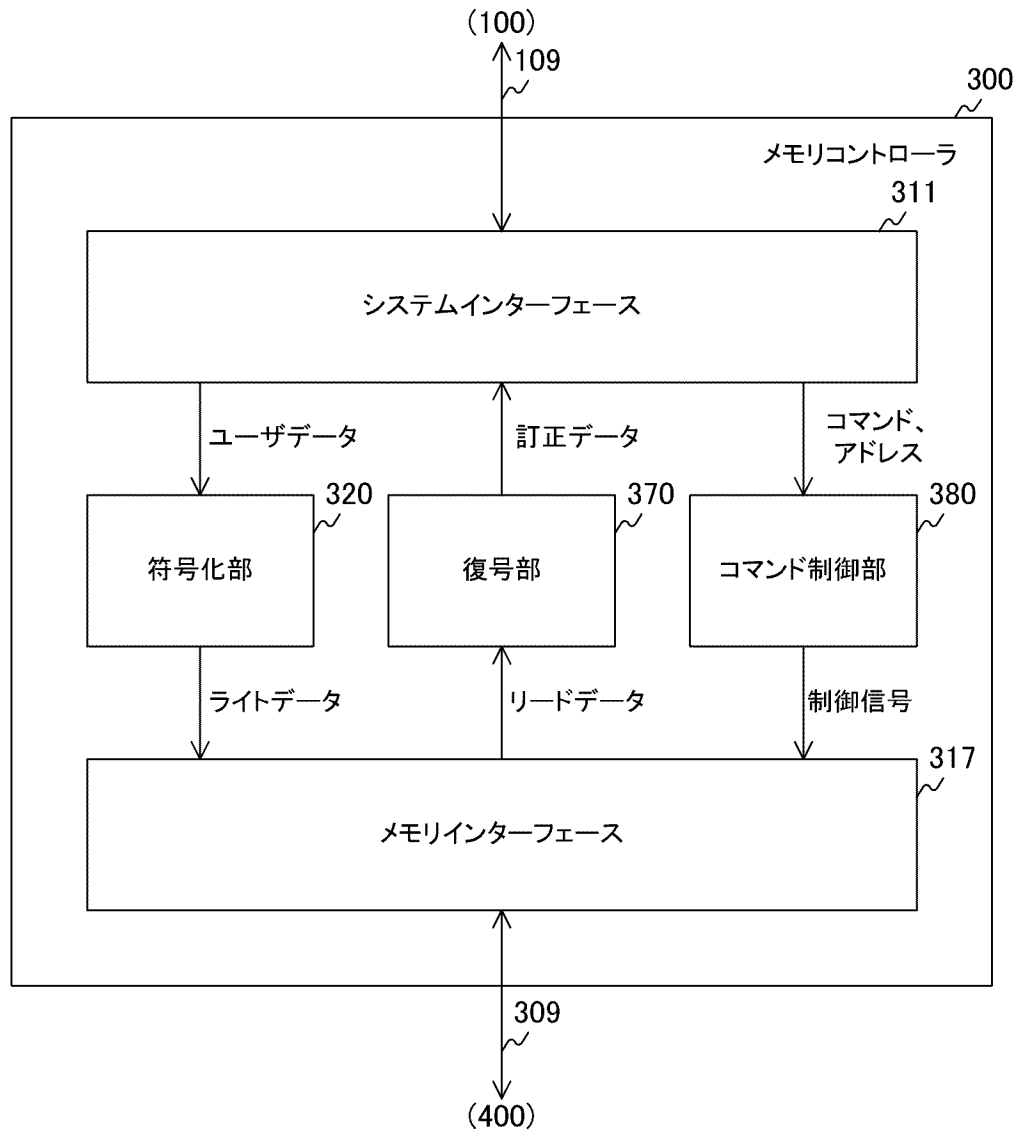 (100)
109
300
メモリコントローラ
311
システムインターフェース
ユーザデータ
訂正データ
コマンド、
アドレス
320
370
380
符号化部
復号部
コマンド制御部
ライトデータ
リードデータ
制御信号
317
メモリインターフェース
309
(400)